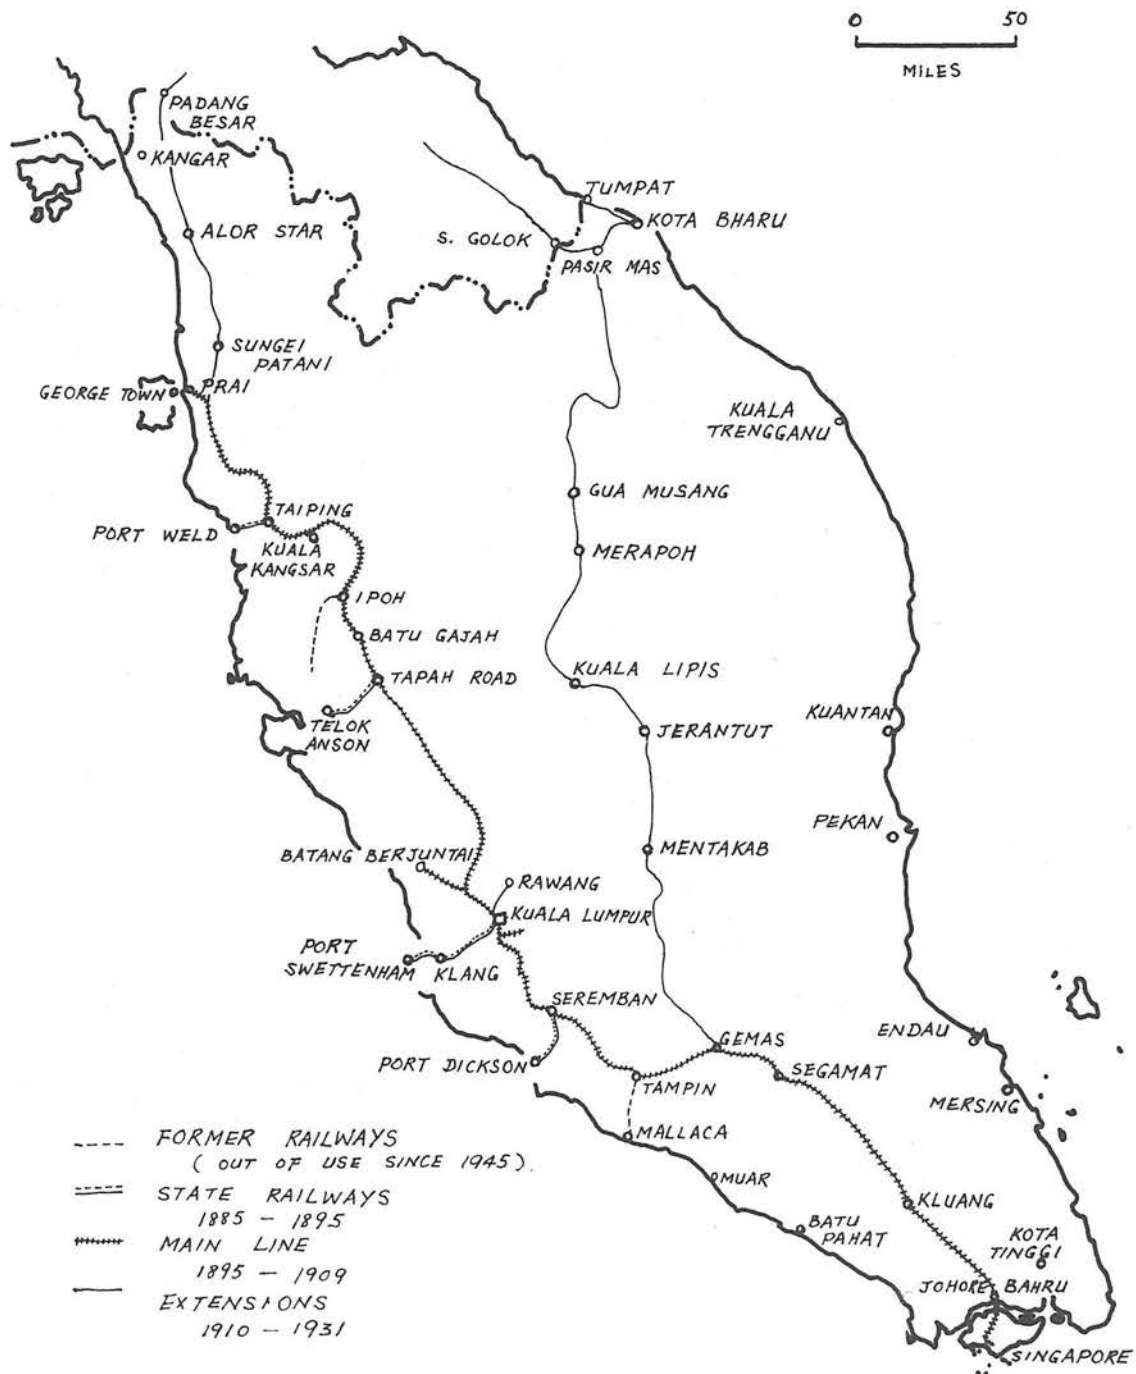 0 50
MILES
PADANG
BESAR
KANGAR
TUMPAT
KOTA BHARU
ALOR STAR
S. GOLOK
PASIR MAS
SUNGEI
PATANI
PRAI
GEORGE TOWN
KUALA
TRENGGANU
GUA MUSANG
TAIPING
PORT WELD
KUALA
KANGSAR
MERAPOH
IPOH
BATU GAJAH
TAPAH ROAD
KUALA LIPIS
TELOK
ANSON
JERANTUT
KUANTAN
PEKAN
MENTAKAB
BATANG BERJUNTAI
RAWANG
KUALA LUMPUR
PORT
SWETTENHAM
KLANG
SEREMBAN
ENDAU
GEMAS
PORT DICKSON
TAMPIN
SEGAMAT
MERSING
MALLACA
MUAR
KLUANG
BATU
PAHAT
KOTA
TINGGI
JOHORE BAHRU
SINGAPORE
FORMER RAILWAYS
( OUT OF USE SINCE 1945).
STATE RAILWAYS
1885 - 1895
MAIN LINE
1895 - 1909
EXTENSIONS
1910 - 1931